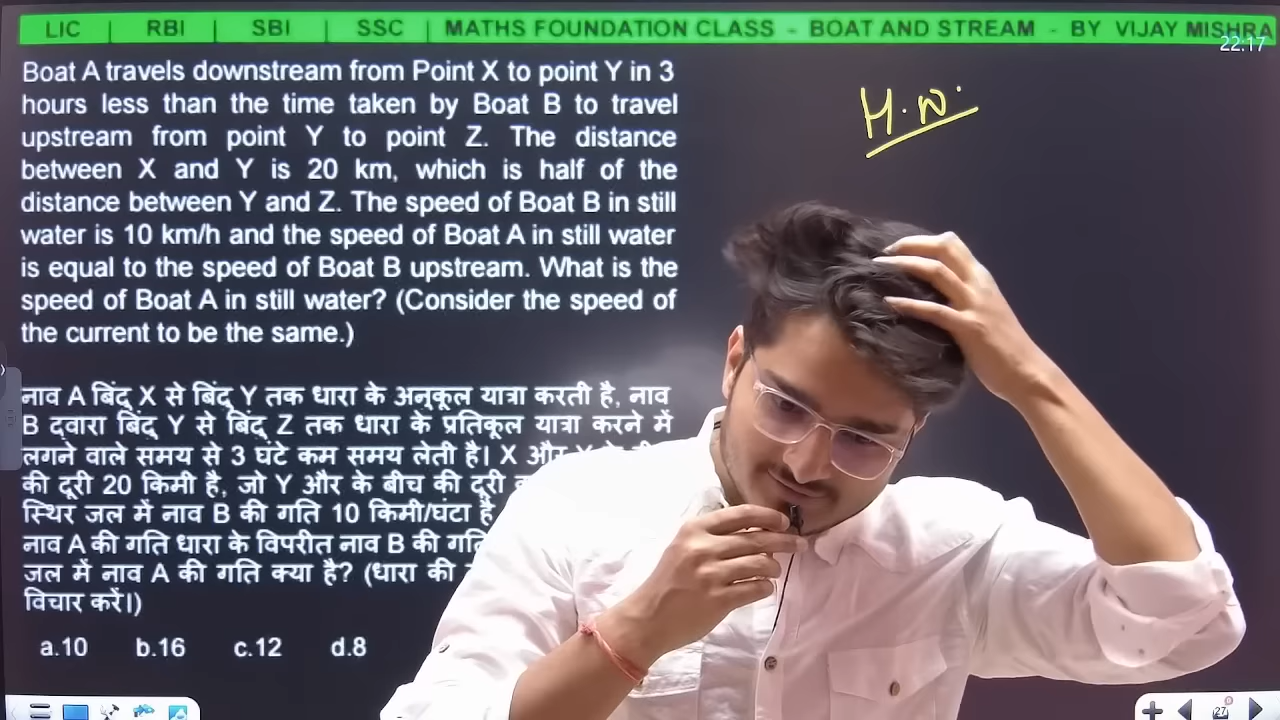 LIC | RBI | SBI | SSC | MATHS FOUNDATION CLASS - BOAT AND STREAM - BY VIJAY MISHRA
22:17
Boat A travels downstream from Point X to point Y in 3
hours less than the time taken by Boat B to travel
upstream from point Y to point Z. The distance
between X and Y is 20 km, which is half of the
distance between Y and Z. The speed of Boat B in still
water is 10 km/h and the speed of Boat A in still water
is equal to the speed of Boat B upstream. What is the
speed of Boat A in still water? (Consider the speed of
the current to be the same.)
H.W.
नाव A बिंदु X से बिंदु Y तक धारा के अनुकूल यात्रा करती है, नाव
B द्वारा बिंदु Y से बिंदु Z तक धारा के प्रतिकूल यात्रा करने में
लगने वाले समय से 3 घंटे कम समय लेती है। X और Y के
की दूरी 20 किमी है, जो Y और के बीच की दूरी
स्थिर जल में नाव B की गति 10 किमी/घंटा है
नाव A की गति धारा के विपरीत नाव B की
जल में नाव A की गति क्या है? (धारा की
विचार करें।)
a.10 b.16 c.12 d.8
27